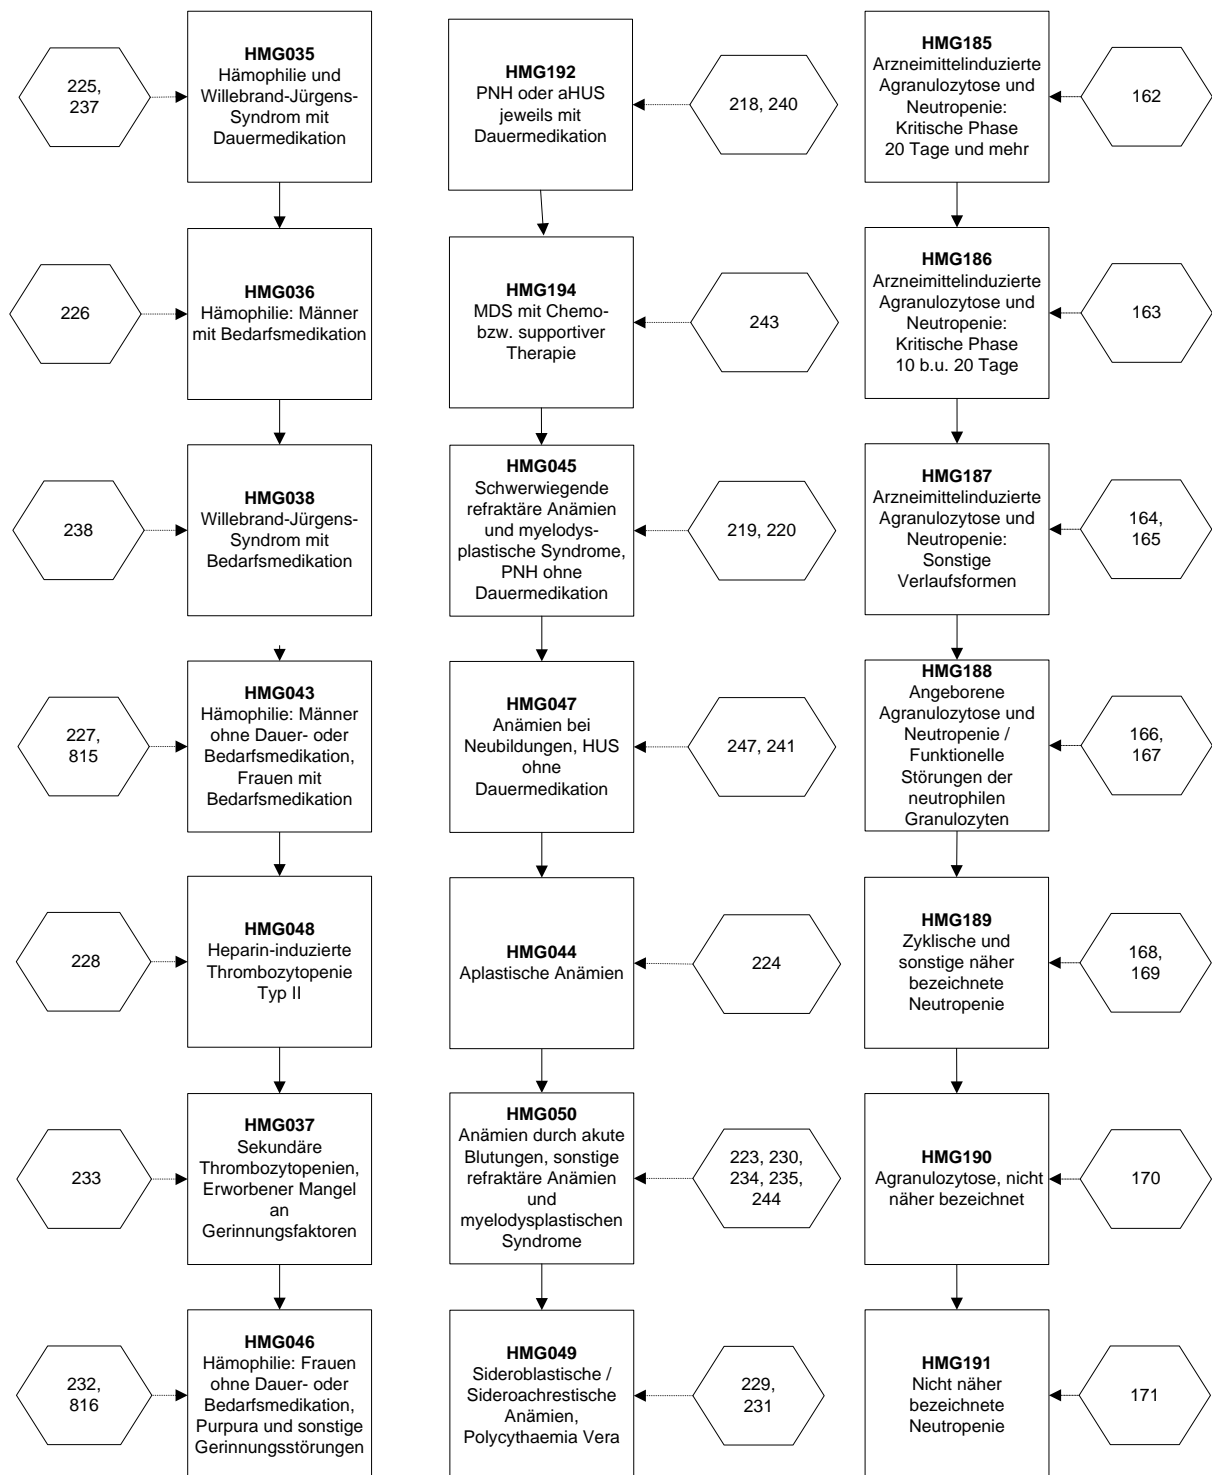 225,
237
HMG035
Hämophilie und
Willebrand-Jürgens-
Syndrom mit
Dauermedikation
226
HMG036
Hämophilie: Männer
mit Bedarfsmedikation
238
HMG038
Willebrand-Jürgens-
Syndrom mit
Bedarfsmedikation
227,
815
HMG043
Hämophilie: Männer
ohne Dauer- oder
Bedarfsmedikation,
Frauen mit
Bedarfsmedikation
228
HMG048
Heparin-induzierte
Thrombozytopenie
Typ II
233
HMG037
Sekundäre
Thrombozytopenien,
Erworbener Mangel
an
Gerinnungsfaktoren
232,
816
HMG046
Hämophilie: Frauen
ohne Dauer- oder
Bedarfsmedikation,
Purpura und sonstige
Gerinnungsstörungen
HMG192
PNH oder aHUS
jeweils mit
Dauermedikation
218, 240
HMG194
MDS mit Chemo-
bzw. supportiver
Therapie
243
HMG045
Schwerwiegende
refraktäre Anämien
und myelodys-
plastische Syndrome,
PNH ohne
Dauermedikation
219, 220
HMG047
Anämien bei
Neubildungen, HUS
ohne
Dauermedikation
247, 241
HMG044
Aplastische Anämien
224
HMG050
Anämien durch akute
Blutungen, sonstige
refraktäre Anämien
und
myelodysplastischen
Syndrome
223, 230,
234, 235,
244
HMG049
Sideroblastische /
Sideroachrestische
Anämien,
Polycythaemia Vera
229,
231
HMG185
Arzneimittelinduzierte
Agranulozytose und
Neutropenie:
Kritische Phase
20 Tage und mehr
162
HMG186
Arzneimittelinduzierte
Agranulozytose und
Neutropenie:
Kritische Phase
10 b.u. 20 Tage
163
HMG187
Arzneimittelinduzierte
Agranulozytose und
Neutropenie:
Sonstige
Verlaufsformen
164,
165
HMG188
Angeborene
Agranulozytose und
Neutropenie /
Funktionelle
Störungen der
neutrophilen
Granulozyten
166,
167
HMG189
Zyklische und
sonstige näher
bezeichnete
Neutropenie
168,
169
HMG190
Agranulozytose, nicht
näher bezeichnet
170
HMG191
Nicht näher
bezeichnete
Neutropenie
171